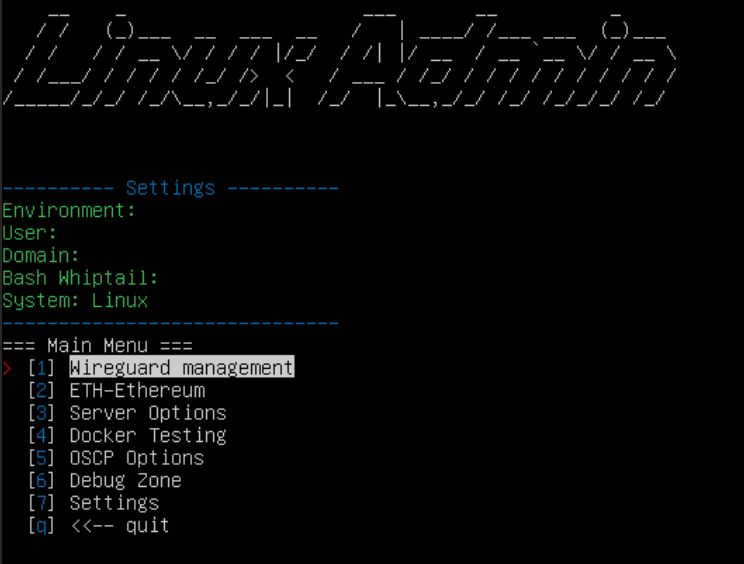 Linux Admin
---------- Settings ----------
Environment:
User:
Domain:
Bash Whiptail:
System: Linux
------------------------------
=== Main Menu ===
> [1] Wireguard management
[2] ETH-Ethereum
[3] Server Options
[4] Docker Testing
[5] OSCP Options
[6] Debug Zone
[7] Settings
[q] <<-- quit